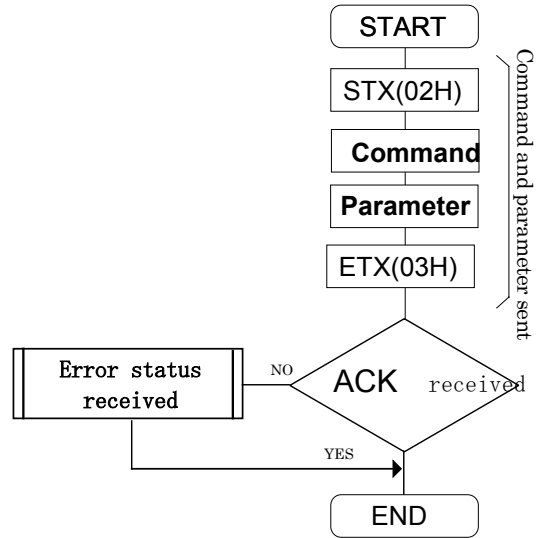 START
STX(02H)
Command
Parameter
ETX(03H)
Command and parameter sent
ACK received
NO
Error status
received
YES
END